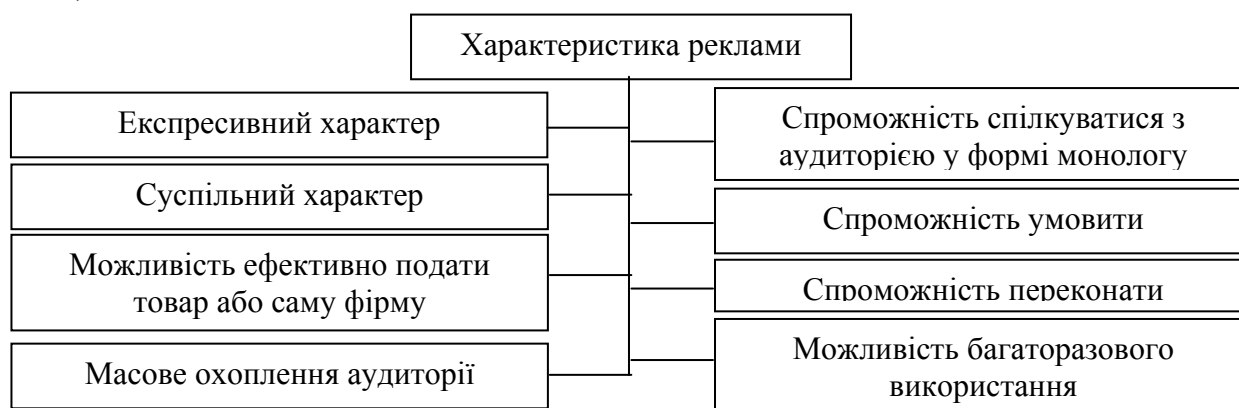 Характеристика реклами
Експресивний характер
Суспільний характер
Можливість ефективно подати
товар або саму фірму
Масове охоплення аудиторії
Спроможність спілкуватися з
аудиторією у формі монологу
Спроможність умовити
Спроможність переконати
Можливість багаторазового
використання